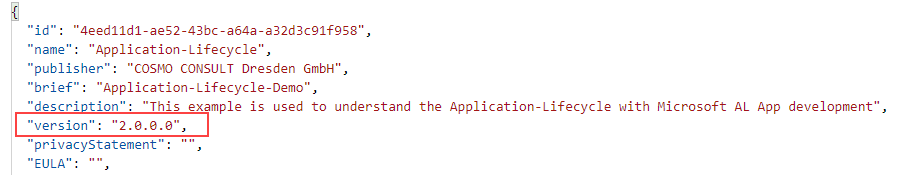 {
"id": "4eed11d1-ae52-43bc-a64a-a32d3c91f958",
"name": "Application-Lifecycle",
"publisher": "COSMO CONSULT Dresden GmbH",
"brief": "Application-Lifecycle-Demo",
"description": "This example is used to understand the Application-Lifecycle with Microsoft AL App development",
"version": "2.0.0.0",
"privacyStatement": "",
"EULA": "",